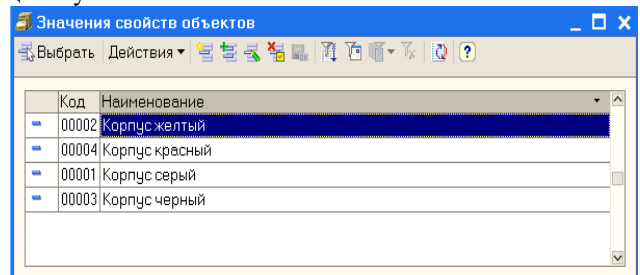 Значения свойств объектов
Выбрать Действия
Код Наименование
00002 Корпус желтый
00004 Корпус красный
00001 Корпус серый
00003 Корпус черный